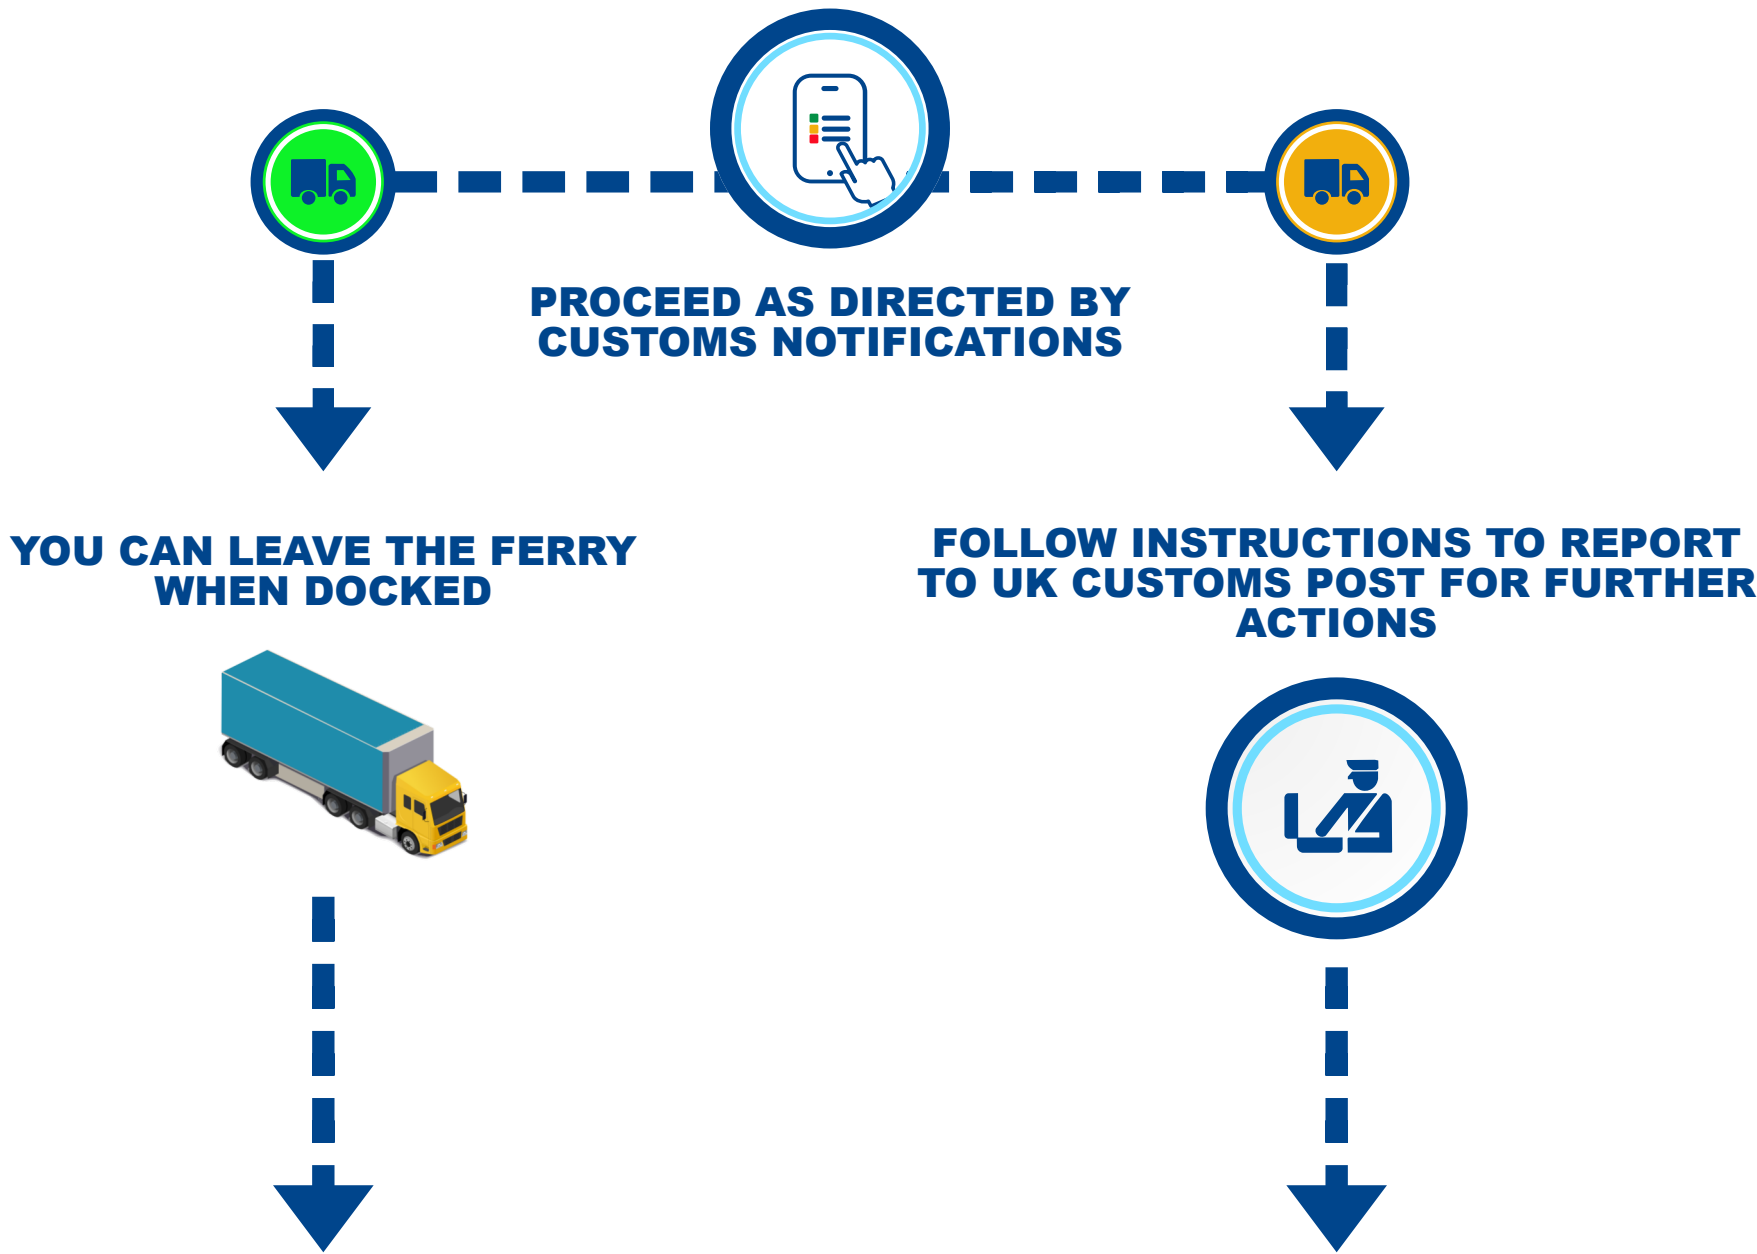 PROCEED AS DIRECTED BY
CUSTOMS NOTIFICATIONS
YOU CAN LEAVE THE FERRY
WHEN DOCKED
FOLLOW INSTRUCTIONS TO REPORT
TO UK CUSTOMS POST FOR FURTHER
ACTIONS